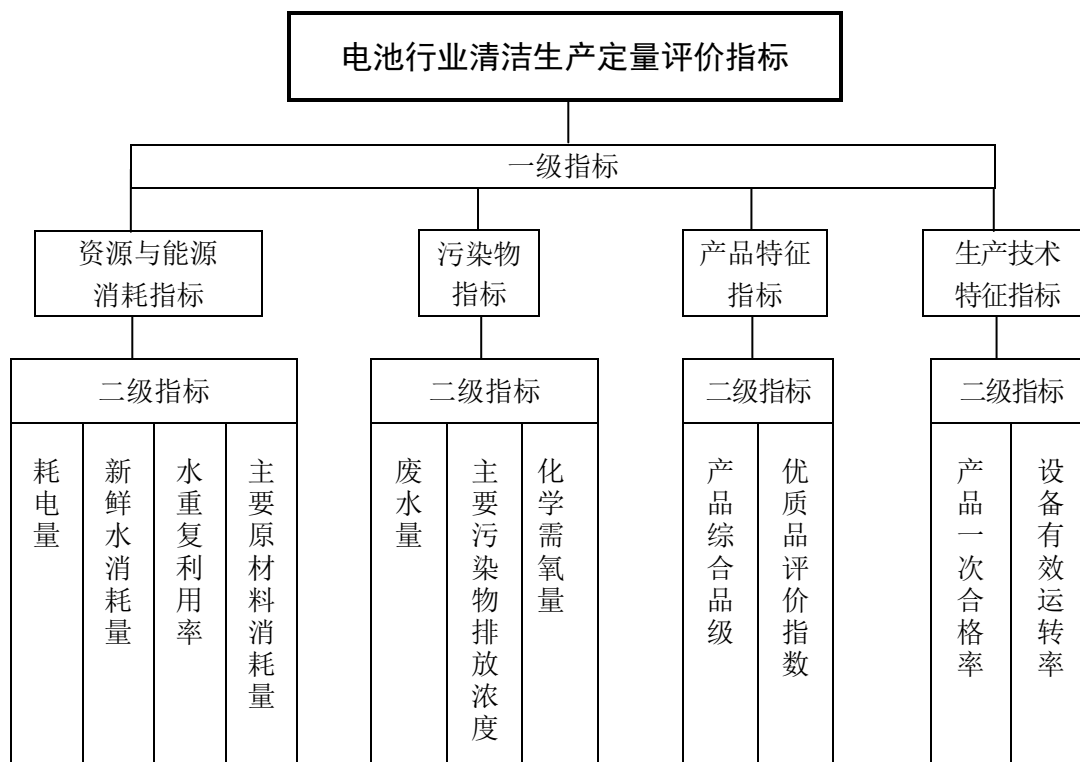 电池行业清洁生产定量评价指标
一级指标
资源与能源
消耗指标
污染物
指标
产品特征
指标
生产技术
特征指标
二级指标
二级指标
二级指标
二级指标
耗电量
新鲜水消耗量
水重复利用率
主要原材料消耗量
废水量
主要污染物排放浓度
化学需氧量
产品综合品级
优质品评价指数
产品一次合格率
设备有效运转率